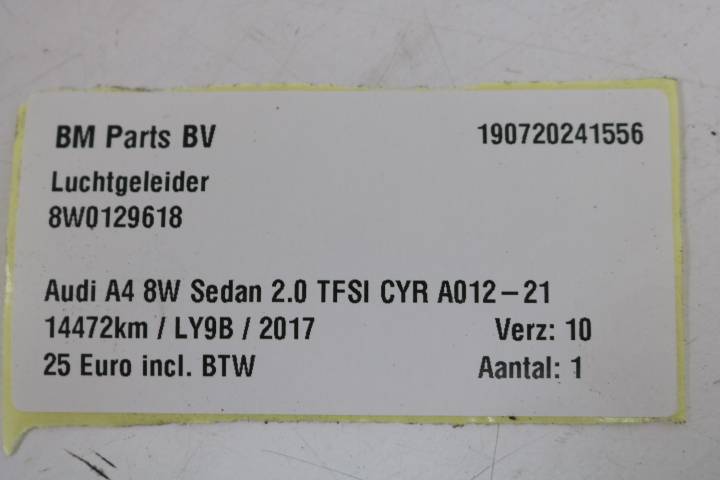 BM Parts BV 190720241556
Luchtgeleider
8W0129618
Audi A4 8W Sedan 2.0 TFSI CYR A012-21
14472km / LY9B / 2017 Verz: 10
25 Euro incl. BTW Aantal: 1